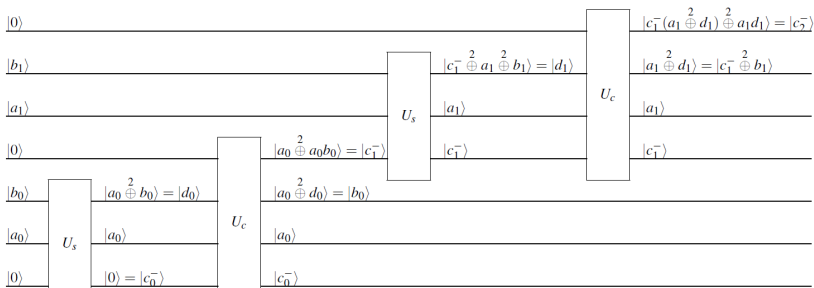 |0⟩ |c₁⁻(a₁ ⊕² d₁) ⊕² a₁d₁⟩ = |c₂⁻⟩
|b₁⟩ |c₁⁻ ⊕² a₁ ⊕² b₁⟩ = |d₁⟩ |a₁ ⊕² d₁⟩ = |c₁⁻ ⊕² b₁⟩
U_c
|a₁⟩ U_s |a₁⟩ |a₁⟩
|0⟩ |a₀ ⊕² a₀b₀⟩ = |c₁⁻⟩ |c₁⁻⟩ |c₁⁻⟩
|b₀⟩ |a₀ ⊕² b₀⟩ = |d₀⟩ |a₀ ⊕² d₀⟩ = |b₀⟩
U_c
|a₀⟩ U_s |a₀⟩ |a₀⟩
|0⟩ |0⟩ = |c₀⁻⟩ |c₀⁻⟩